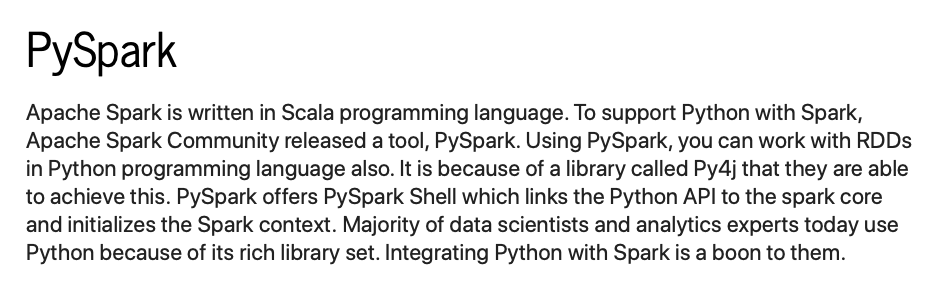 PySpark
Apache Spark is written in Scala programming language. To support Python with Spark,
Apache Spark Community released a tool, PySpark. Using PySpark, you can work with RDDs
in Python programming language also. It is because of a library called Py4j that they are able
to achieve this. PySpark offers PySpark Shell which links the Python API to the spark core
and initializes the Spark context. Majority of data scientists and analytics experts today use
Python because of its rich library set. Integrating Python with Spark is a boon to them.